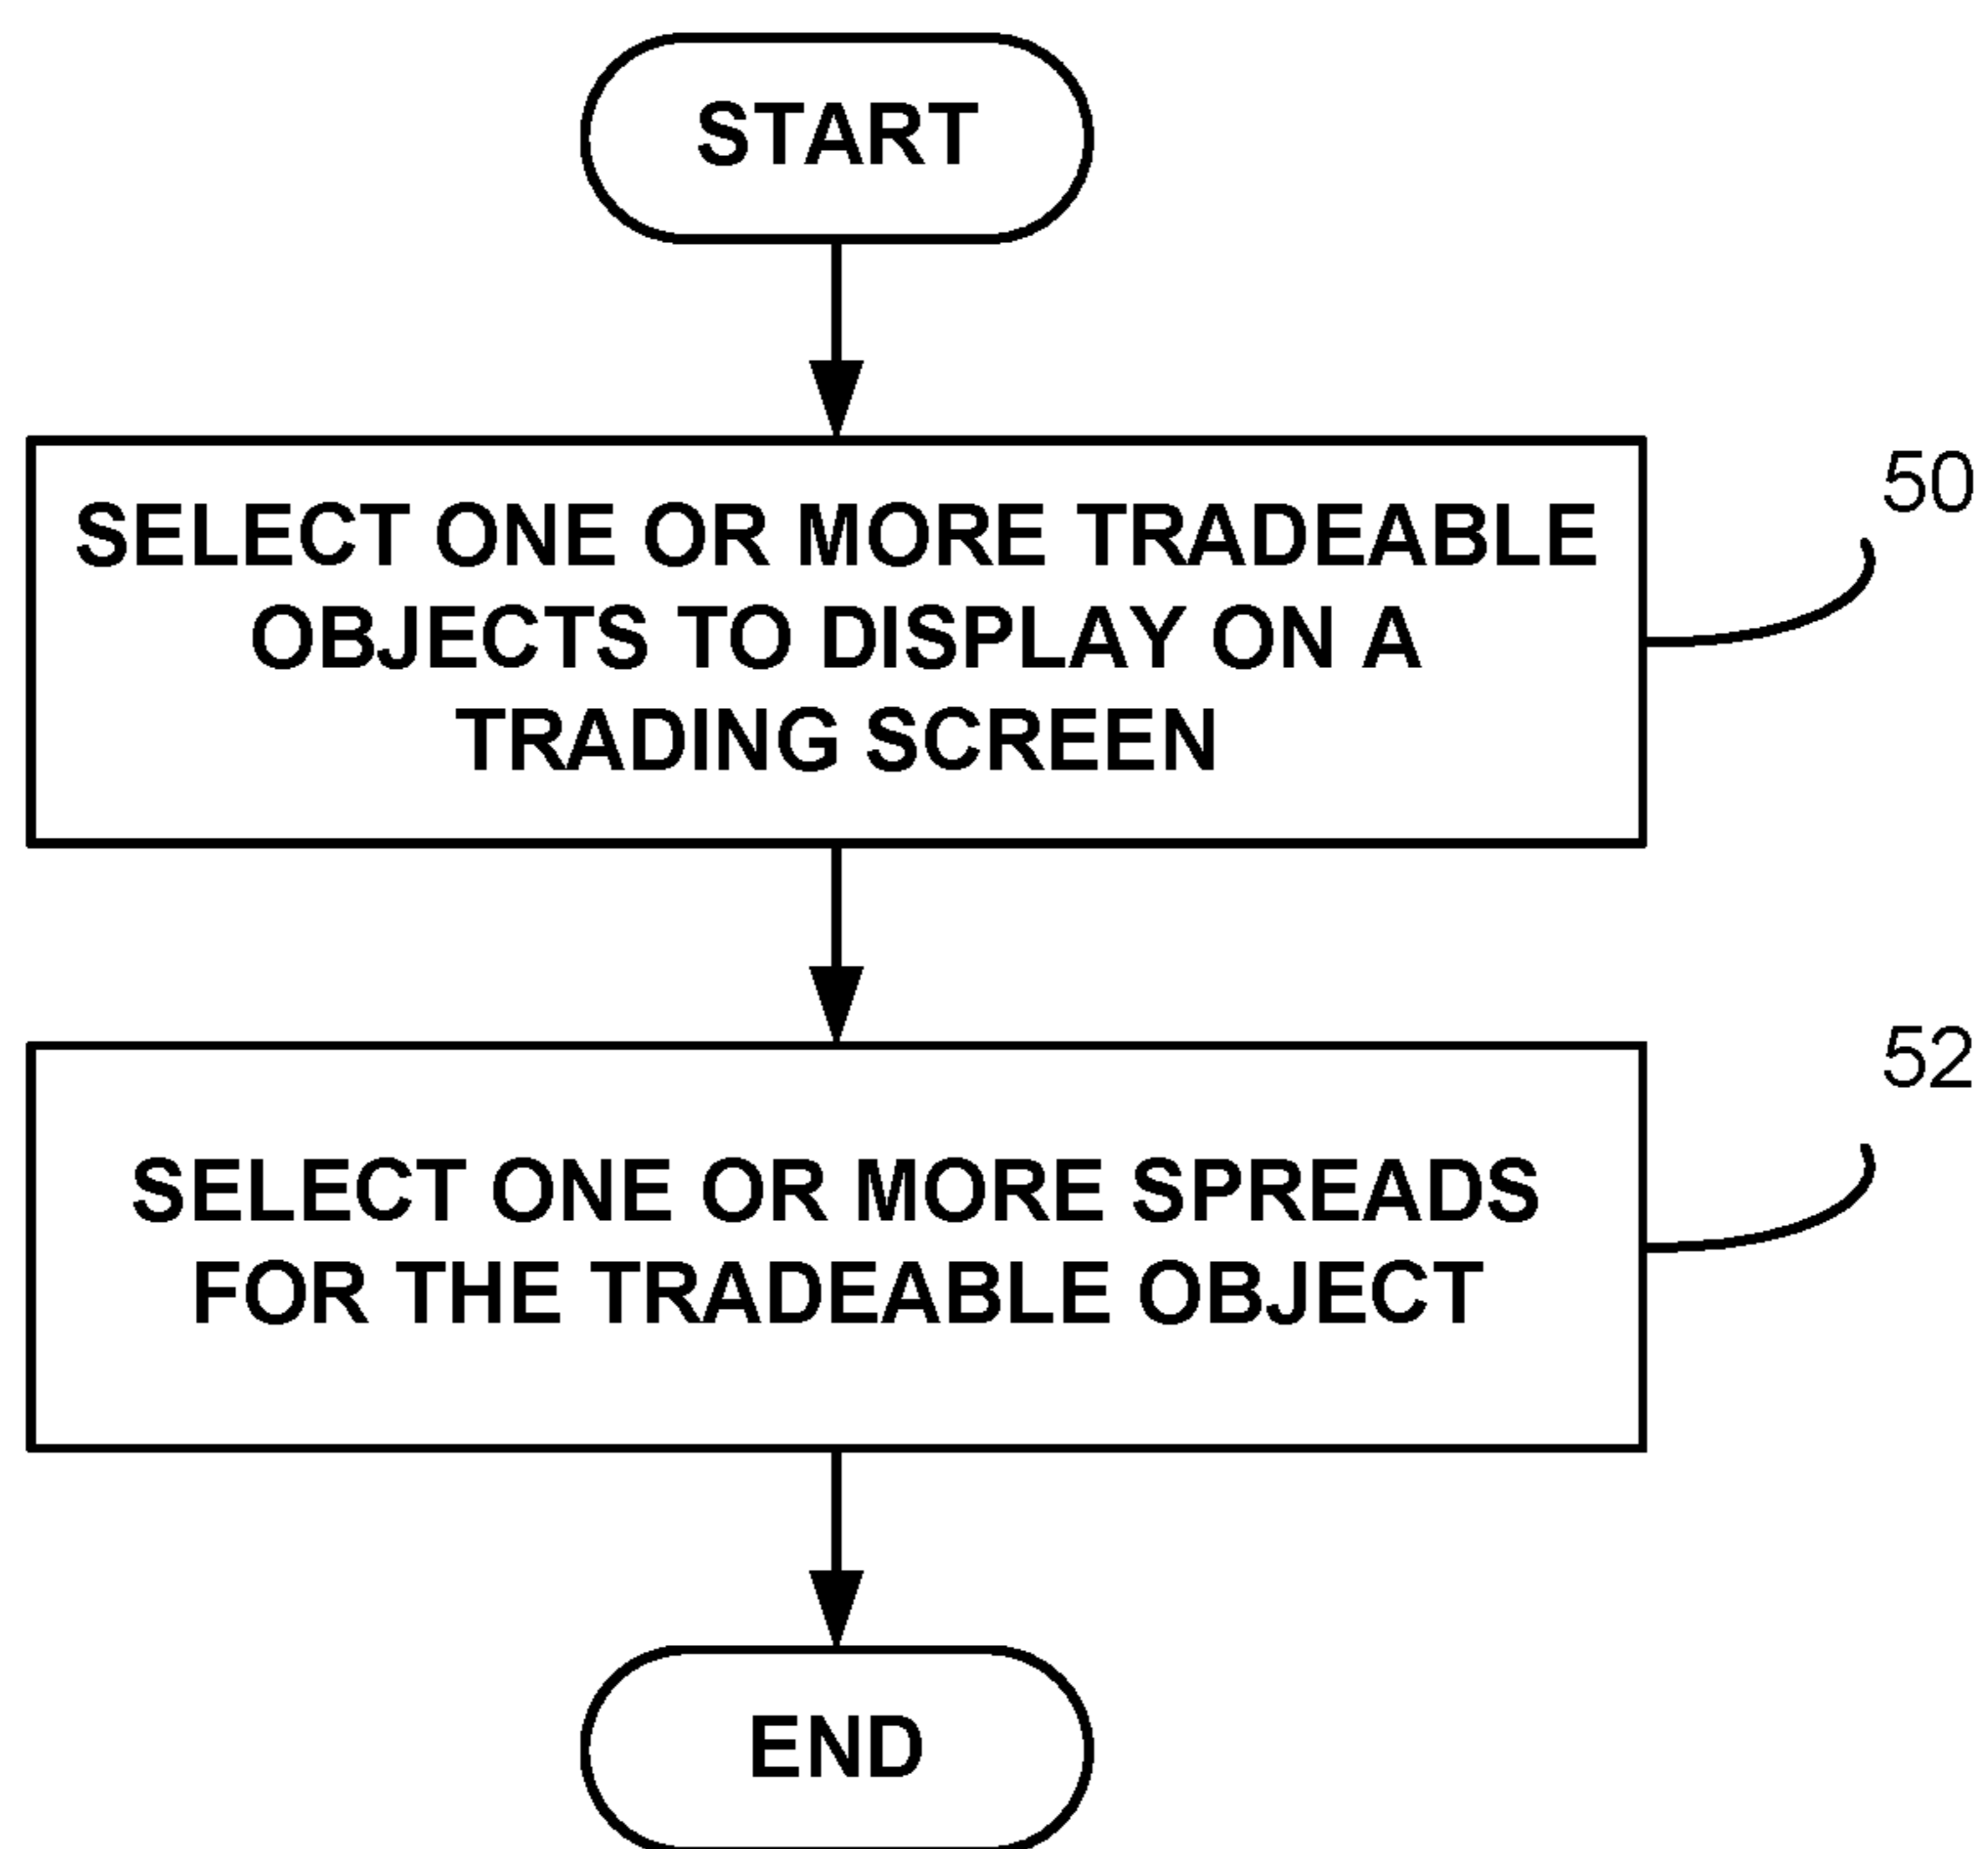 START
SELECT ONE OR MORE TRADEABLE
OBJECTS TO DISPLAY ON A
TRADING SCREEN
50
SELECT ONE OR MORE SPREADS
FOR THE TRADEABLE OBJECT
52
END